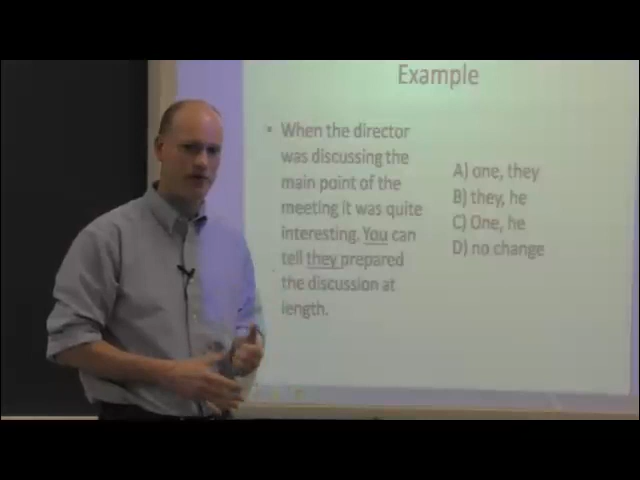 Example
• When the director
was discussing the
main point of the
meeting it was quite
interesting. You can
tell they prepared
the discussion at
length.
A) one, they
B) they, he
C) One, he
D) no change